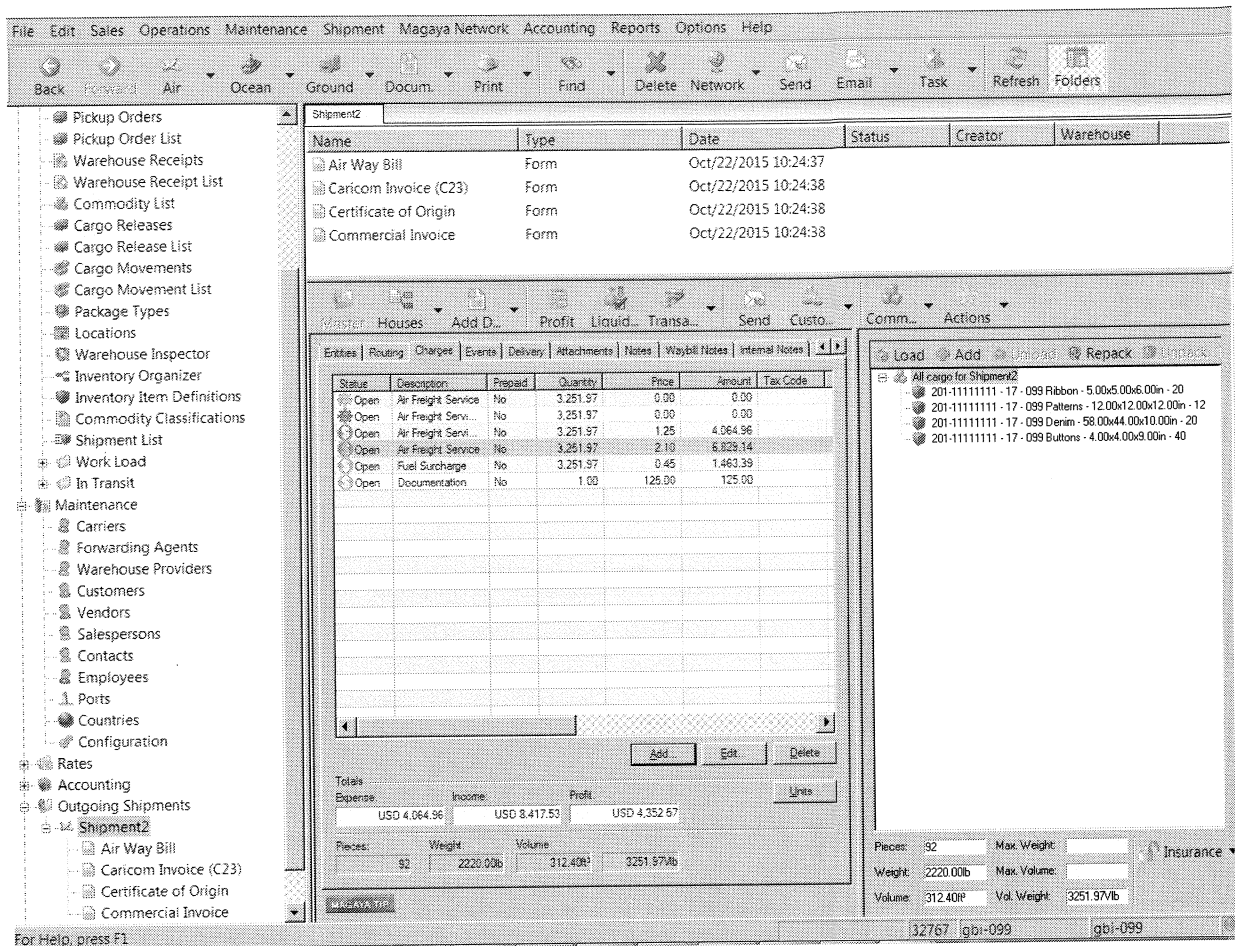 File Edit Sales Operations Maintenance Shipment Magaya Network Accounting Reports Options Help
Back Forward Air Ocean Ground Docum. Print Find Delete Network Send Email Task Refresh Folders
Pickup Orders
Pickup Order List
Warehouse Receipts
Warehouse Receipt List
Commodity List
Cargo Releases
Cargo Release List
Cargo Movements
Cargo Movement List
Package Types
Locations
Warehouse Inspector
Inventory Organizer
Inventory Item Definitions
Commodity Classifications
Shipment List
Work Load
In Transit
Maintenance
Carriers
Forwarding Agents
Warehouse Providers
Customers
Vendors
Salespersons
Contacts
Employees
Ports
Countries
Configuration
Rates
Accounting
Outgoing Shipments
Shipment2
Air Way Bill
Caricom Invoice (C23)
Certificate of Origin
Commercial Invoice
Shipment2
Name Type Date Status Creator Warehouse
Air Way Bill Form Oct/22/2015 10:24:37
Caricom Invoice (C23) Form Oct/22/2015 10:24:38
Certificate of Origin Form Oct/22/2015 10:24:38
Commercial Invoice Form Oct/22/2015 10:24:38
Master Houses Add D... Profit Liquid... Transa... Send Custo...
Entities Routing Charges Events Delivery Attachments Notes Waybill Notes Internal Notes
Status Description Prepaid Quantity Price Amount Tax Code
Open Air Freight Service No 3,251.97 0.00 0.00
Open Air Freight Servi... No 3,251.97 0.00 0.00
Open Air Freight Servi... No 3,251.97 1.25 4,064.96
Open Air Freight Service No 3,251.97 2.10 6,829.14
Open Fuel Surcharge No 3,251.97 0.45 1,463.39
Open Documentation No 1.00 125.00 125.00
Add... Edit... Delete
Totals
Expense: Income: Profit: Units
USD 4,064.96 USD 8,417.53 USD 4,352.57
Pieces: Weight: Volume:
92 2220.00lb 312.40ft³ 3251.97Vlb
MAGAYA TIP
Comm... Actions
Load Add Unload Repack Unpack
All cargo for Shipment2
201-11111111 - 17 - 099 Ribbon - 5.00x5.00x6.00in - 20
201-11111111 - 17 - 099 Patterns - 12.00x12.00x12.00in - 12
201-11111111 - 17 - 099 Denim - 58.00x44.00x10.00in - 20
201-11111111 - 17 - 099 Buttons - 4.00x4.00x9.00in - 40
Pieces: 92 Max. Weight: Insurance
Weight: 2220.00lb Max. Volume:
Volume: 312.40ft³ Vol. Weight: 3251.97Vlb
For Help, press F1 32767 gbi-099 gbi-099